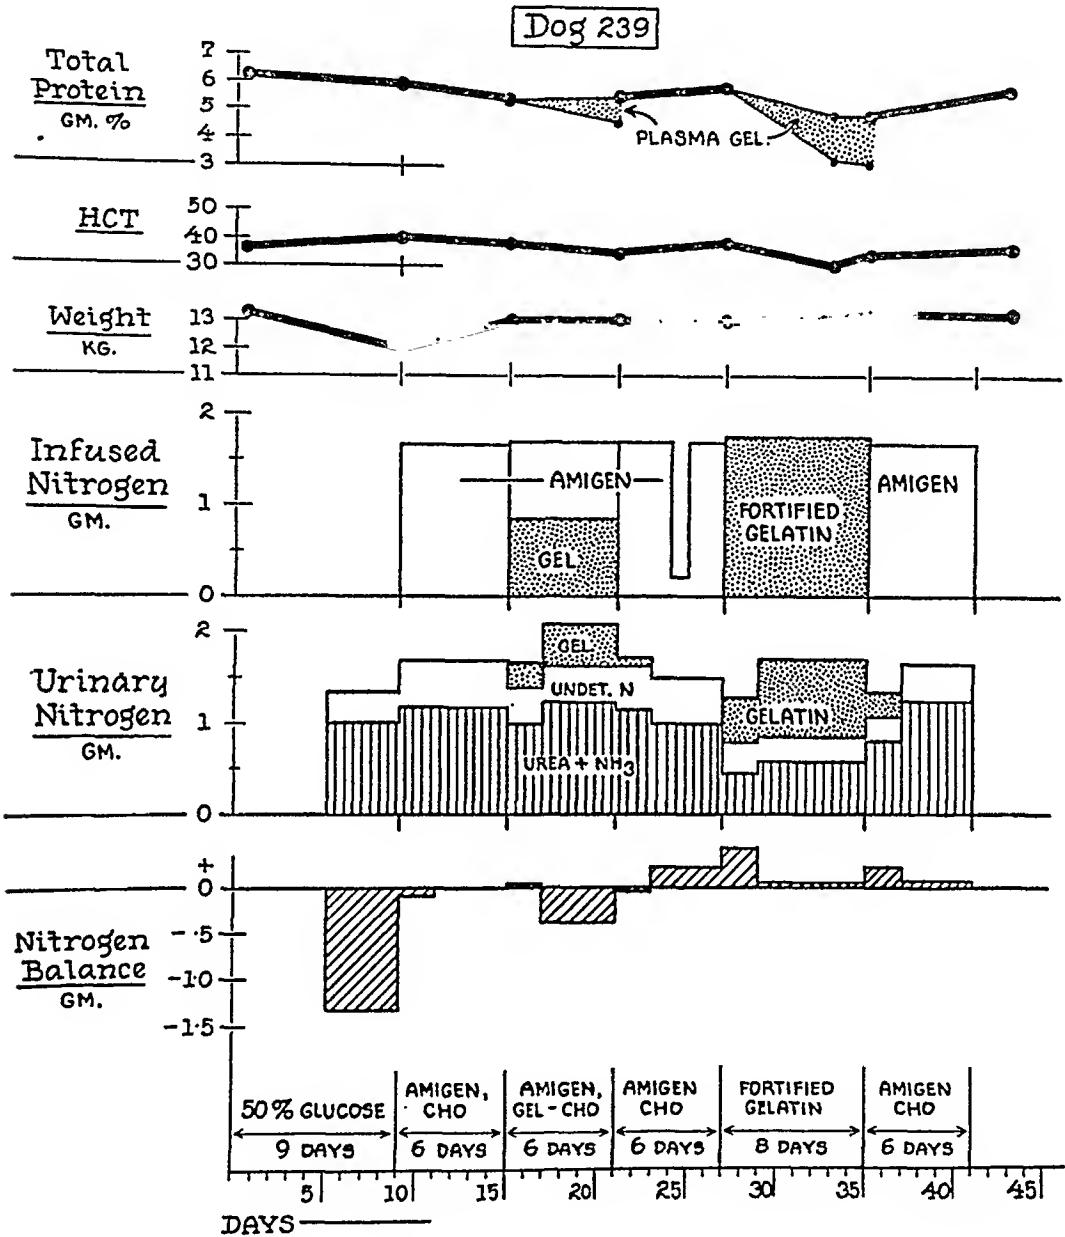 Dog 239
Total
Protein
GM. %
7
6
5
4
3
PLASMA GEL.
HCT
50
40
30
Weight
KG.
13
12
11
Infused
Nitrogen
GM.
2
1
0
AMIGEN
GEL.
FORTIFIED
GELATIN
AMIGEN
Urinary
Nitrogen
GM.
2
1
0
GEL.
UNDET. N
UREA + NH3
GELATIN
Nitrogen
Balance
GM.
+
0
-.5
-1.0
-1.5
50% GLUCOSE
9 DAYS
AMIGEN,
CHO
6 DAYS
AMIGEN,
GEL-CHO
6 DAYS
AMIGEN
CHO
6 DAYS
FORTIFIED
GELATIN
8 DAYS
AMIGEN
CHO
6 DAYS
5 10 15 20 25 30 35 40 45
DAYS